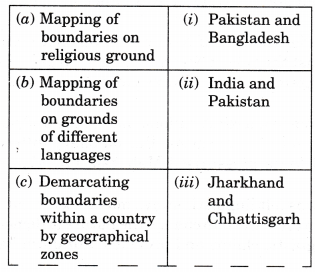 (a) Mapping of
boundaries on
religious ground
(i) Pakistan and
Bangladesh
(b) Mapping of
boundaries
on grounds
of different
languages
(ii) India and
Pakistan
(c) Demarcating
boundaries
within a country
by geographical
zones
(iii) Jharkhand
and
Chhattisgarh